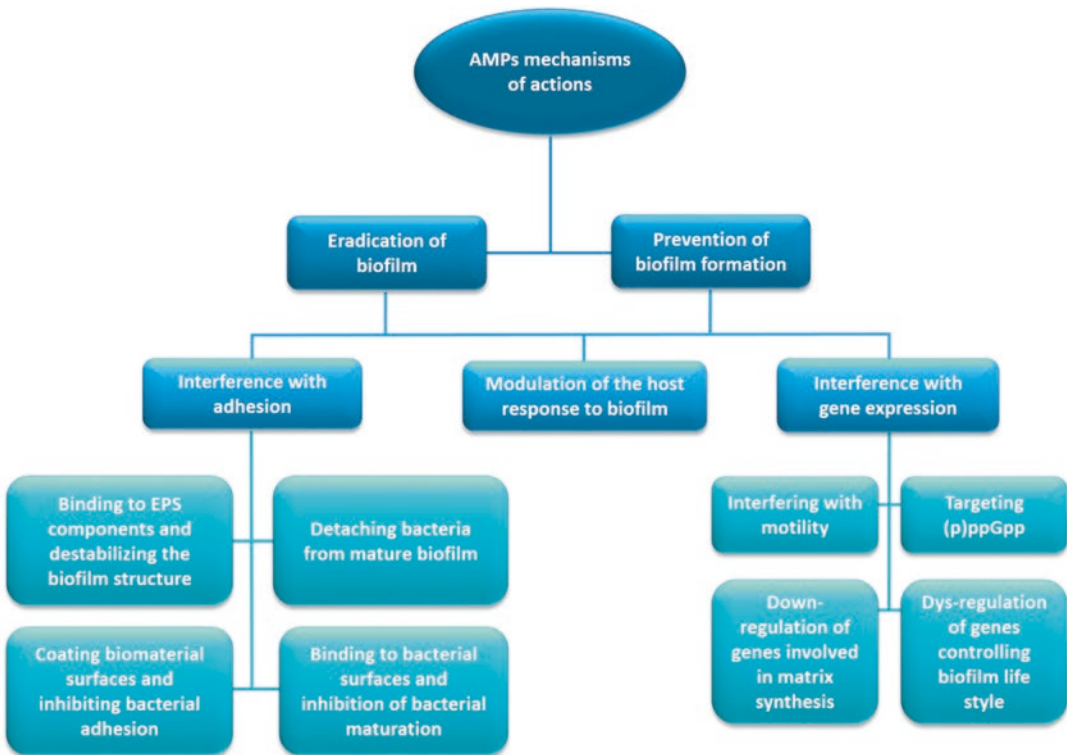 AMPs mechanisms
of actions
Eradication of
biofilm
Prevention of
biofilm formation
Interference with
adhesion
Modulation of the host
response to biofilm
Interference with
gene expression
Binding to EPS
components and
destabilizing the
biofilm structure
Detaching bacteria
from mature biofilm
Interfering with
motility
Targeting
(p)ppGpp
Coating biomaterial
surfaces and
inhibiting bacterial
adhesion
Binding to bacterial
surfaces and
inhibition of bacterial
maturation
Down-
regulation of
genes involved
in matrix
synthesis
Dys-regulation
of genes
controlling
biofilm life
style